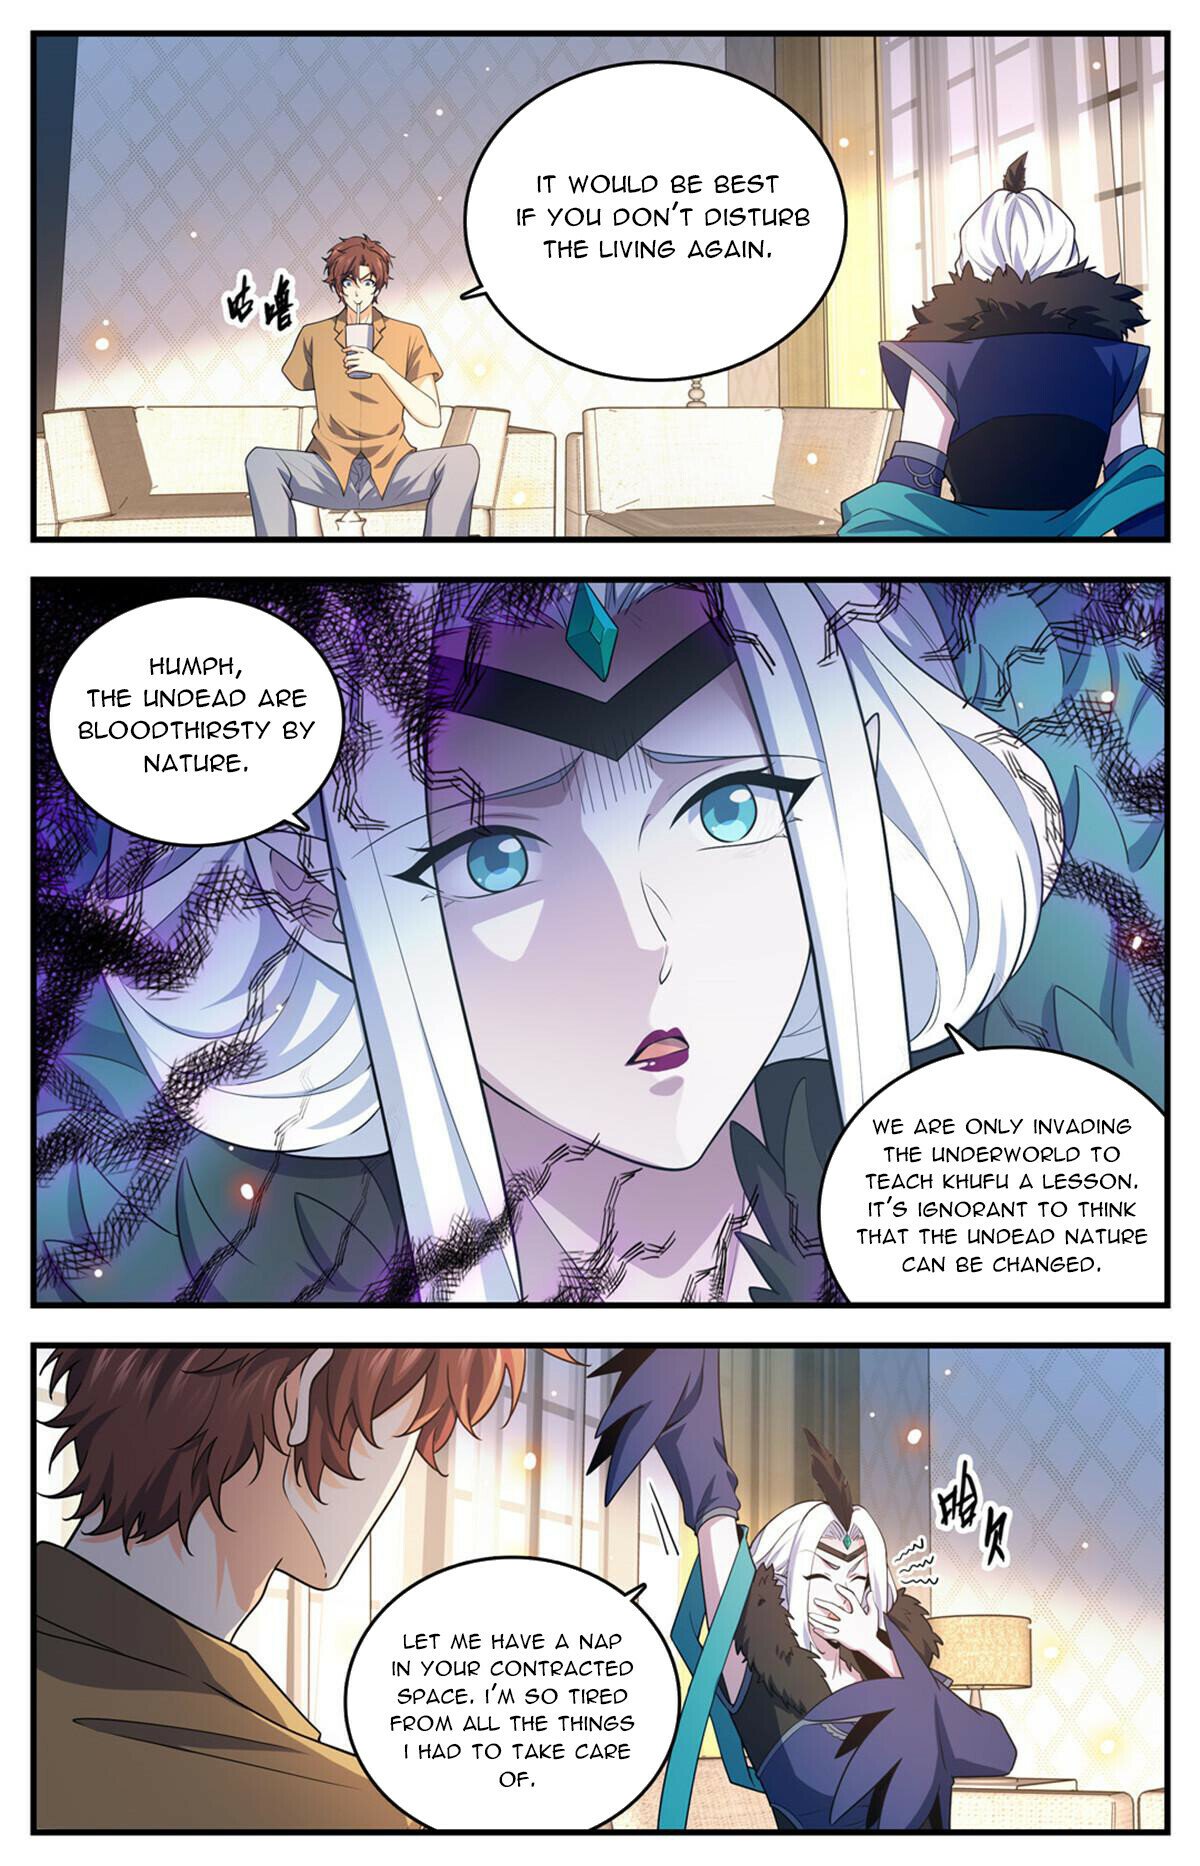 IT WOULD BE BEST
IF YOU DON'T DISTURB
THE LIVING AGAIN.
咕噜
HUMPH,
THE UNDEAD ARE
BLOODTHIRSTY BY
NATURE.
WE ARE ONLY INVADING
THE UNDERWORLD TO
TEACH KHUFU A LESSON.
IT'S IGNORANT TO THINK
THAT THE UNDEAD NATURE
CAN BE CHANGED.
哈欠
LET ME HAVE A NAP
IN YOUR CONTRACTED
SPACE. I'M SO TIRED
FROM ALL THE THINGS
I HAD TO TAKE CARE
OF.